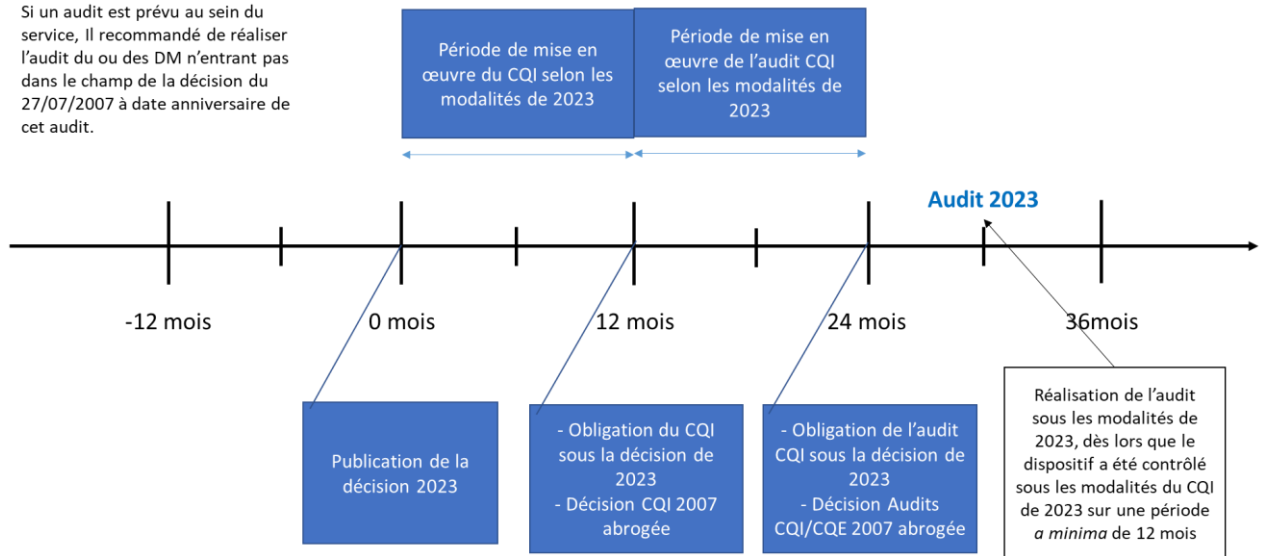 Si un audit est prévu au sein du
service, Il recommandé de réaliser
l’audit du ou des DM n’entrant pas
dans le champ de la décision du
27/07/2007 à date anniversaire de
cet audit.
Période de mise en
œuvre du CQI selon les
modalités de 2023
Période de mise en
œuvre de l’audit CQI
selon les modalités de
2023
Audit 2023
-12 mois
0 mois
12 mois
24 mois
36mois
Publication de la
décision 2023
- Obligation du CQI
sous la décision de
2023
- Décision CQI 2007
abrogée
- Obligation de l’audit
CQI sous la décision de
2023
- Décision Audits
CQI/CQE 2007 abrogée
Réalisation de l’audit
sous les modalités de
2023, dès lors que le
dispositif a été contrôlé
sous les modalités du CQI
de 2023 sur une période
a minima de 12 mois